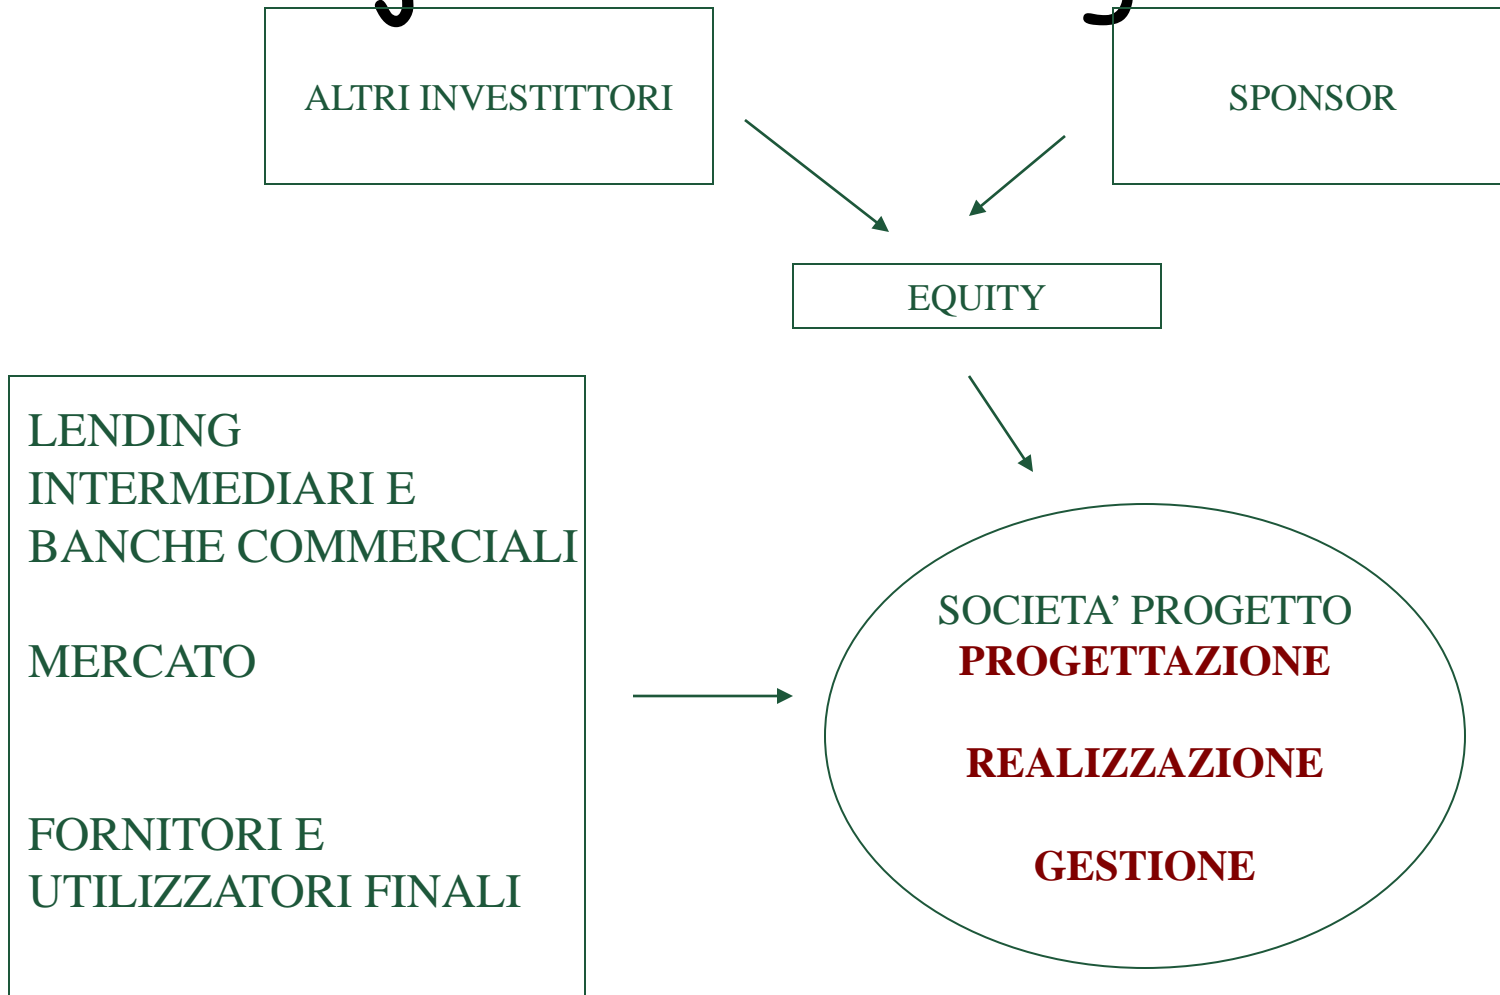 ALTRI INVESTITTORI
SPONSOR
EQUITY
LENDING
INTERMEDIARI E
BANCHE COMMERCIALI
MERCATO
FORNITORI E
UTILIZZATORI FINALI
SOCIETA’ PROGETTO
PROGETTAZIONE
REALIZZAZIONE
GESTIONE